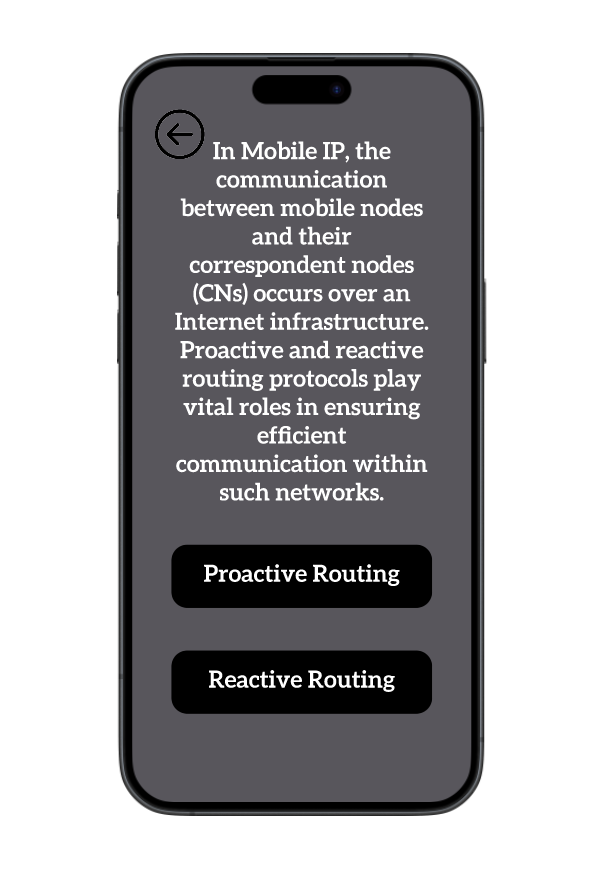 In Mobile IP, the
communication
between mobile nodes
and their
correspondent nodes
(CNs) occurs over an
Internet infrastructure.
Proactive and reactive
routing protocols play
vital roles in ensuring
efficient
communication within
such networks.
Proactive Routing
Reactive Routing